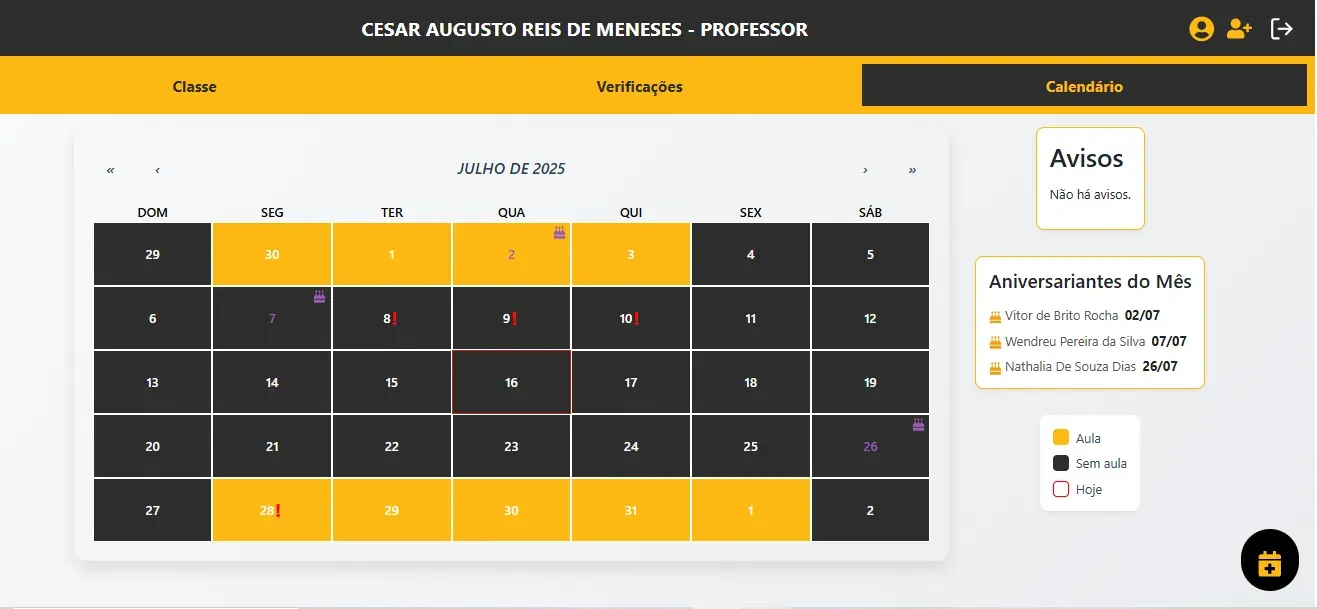 CESAR AUGUSTO REIS DE MENESES - PROFESSOR
Classe
Verificações
Calendário
« ‹ JULHO DE 2025 › »
DOM SEG TER QUA QUI SEX SÁB
29 30 1 2 3 4 5
6 7 8❗ 9❗ 10❗ 11 12
13 14 15 16 17 18 19
20 21 22 23 24 25 26
27 28❗ 29 30 31 1 2
Avisos
Não há avisos.
Aniversariantes do Mês
Vitor de Brito Rocha 02/07
Wendreu Pereira da Silva 07/07
Nathalia De Souza Dias 26/07
Aula
Sem aula
Hoje